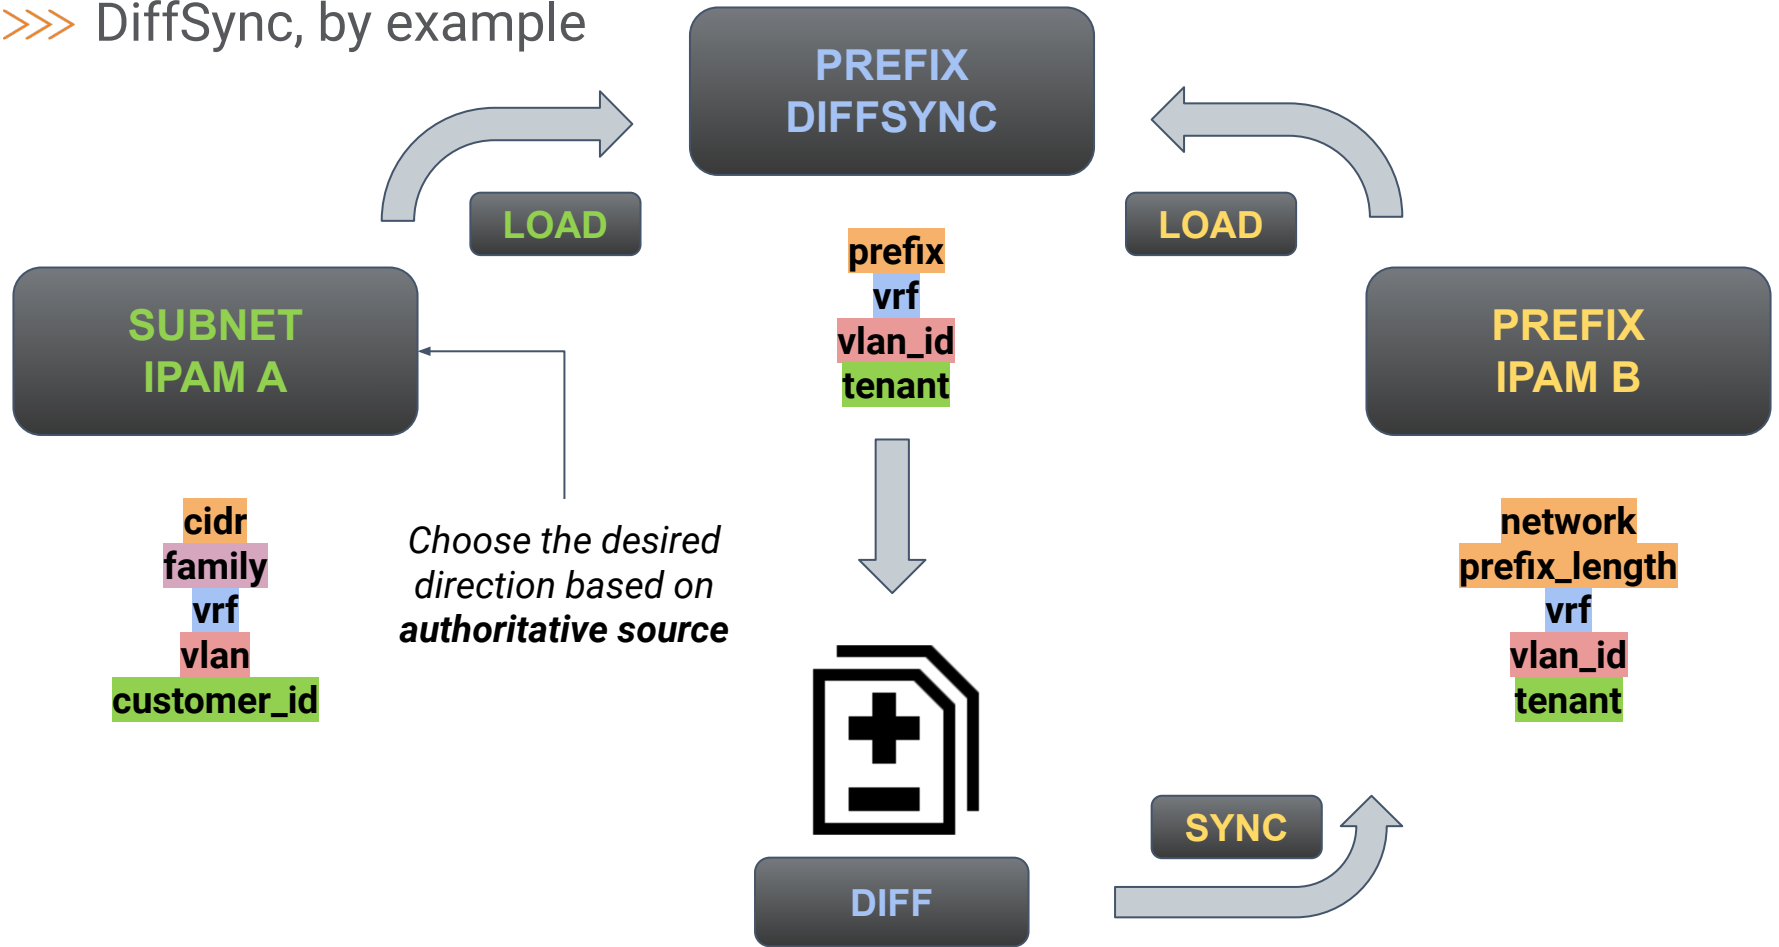 DiffSync, by example
PREFIX
DIFFSYNC
LOAD
LOAD
prefix
vrf
vlan_id
tenant
SUBNET
IPAM A
PREFIX
IPAM B
cidr
family
vrf
vlan
customer_id
Choose the desired
direction based on
authoritative source
network
prefix_length
vrf
vlan_id
tenant
SYNC
DIFF